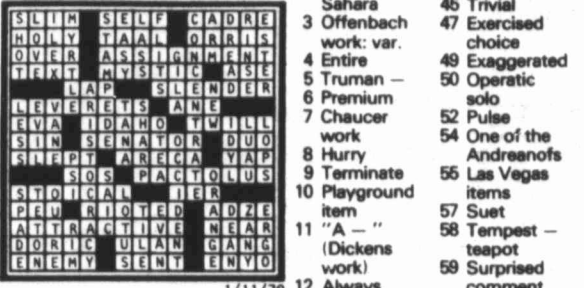 SLIM SELF CADRE
HOLY TAAL ORRIS
OVER ASSIGNMENT
TEXT MYSTIC ASE
LAP SLENDER
LEVERETS ANE
EVA IDAHO TWILL
SIN SENATOR DUO
SLEPT ARECA YAP
SOS PACTOLUS
STOICAL IER
PEU RIOTED ADZE
ATTRACTIVE NEAR
DORIC ULAN GANG
ENEMY SENT ENYO
Sahara
3 Offenbach
work: var.
4 Entire
5 Truman —
6 Premium
7 Chaucer
work
8 Hurry
9 Terminate
10 Playground
item
11 "A — "
(Dickens
work)
12 Always
45 Trivial
47 Exercised
choice
49 Exaggerated
50 Operatic
solo
52 Pulse
54 One of the
Andreanofs
55 Las Vegas
items
57 Suet
58 Tempest —
teapot
59 Surprised
comment